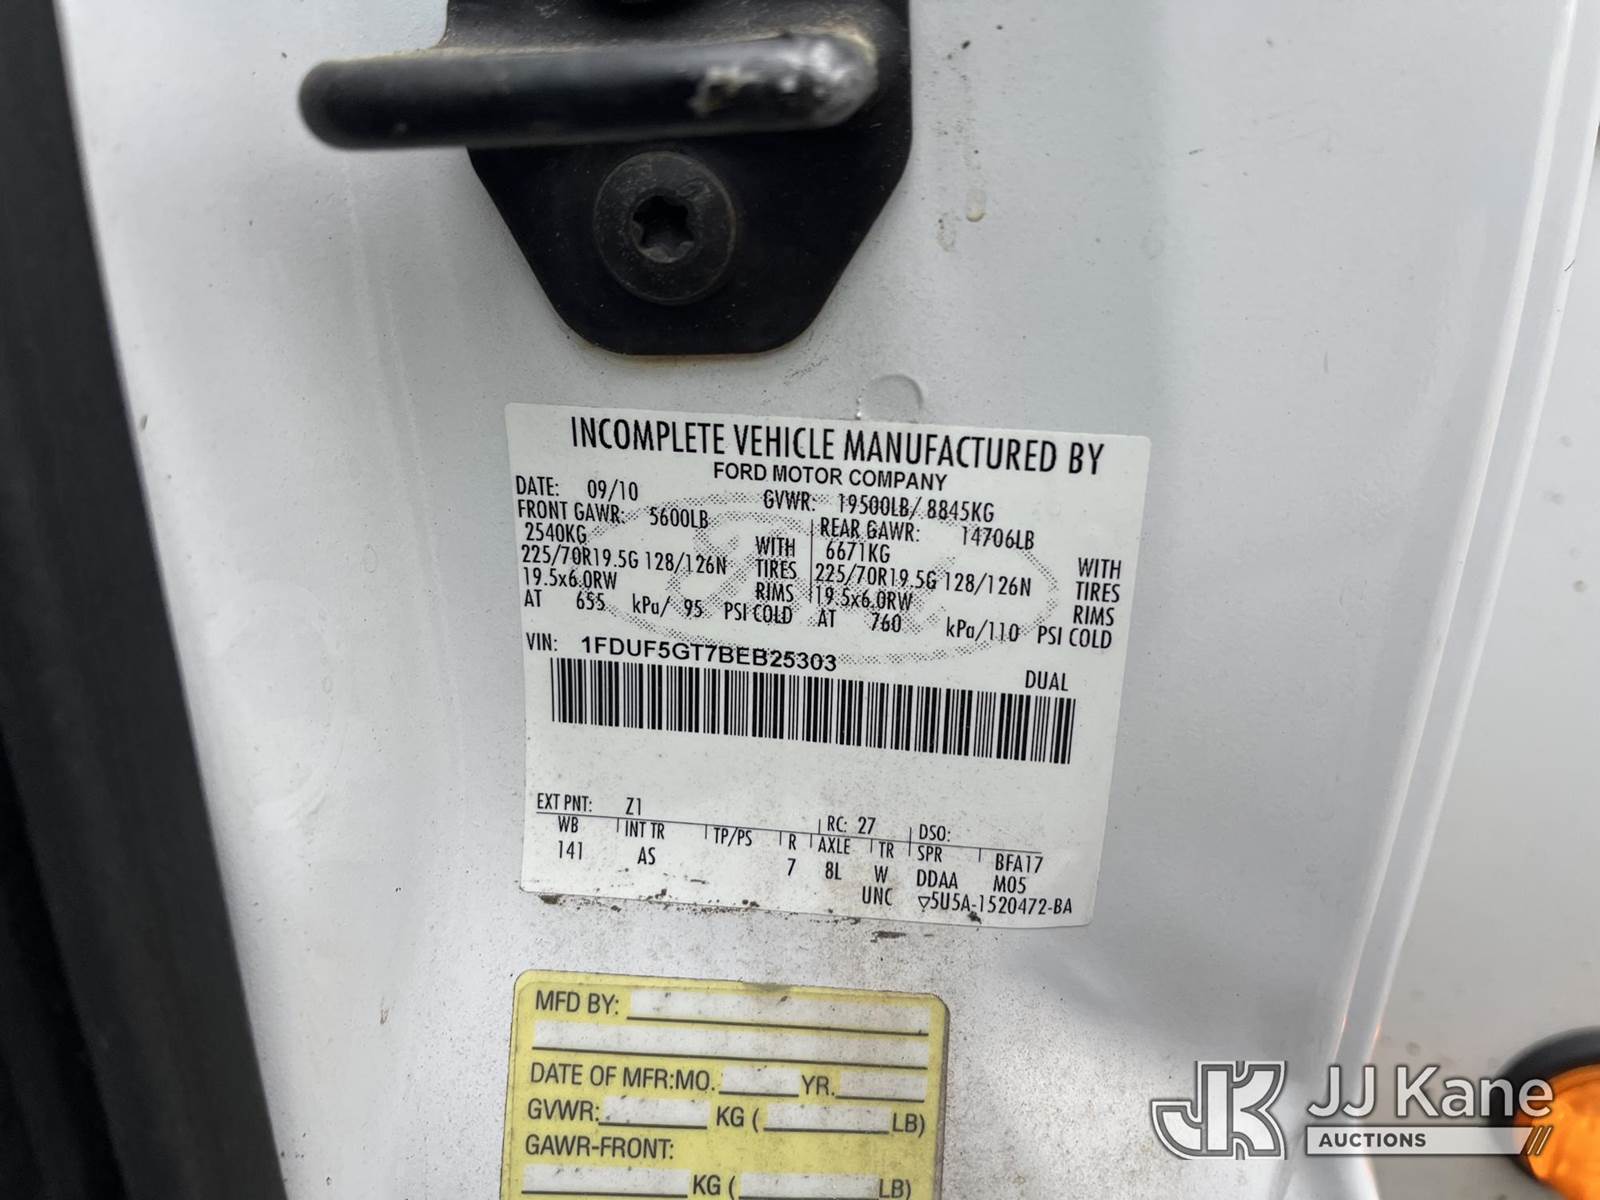 INCOMPLETE VEHICLE MANUFACTURED BY
FORD MOTOR COMPANY
DATE: 09/10 GVWR: 19500LB/ 8845KG
FRONT GAWR: 5600LB REAR GAWR: 14706LB
2540KG WITH 6671KG WITH
225/70R19.5G 128/126N TIRES 225/70R19.5G 128/126N TIRES
19.5x6.0RW RIMS 19.5x6.0RW RIMS
AT 655 kPa/ 95 PSI COLD AT 760 kPa/110 PSI COLD
VIN: 1FDUF5GT7BEB25303
DUAL
EXT PNT: Z1 RC: 27 DSO:
WB INT TR TP/PS R AXLE TR SPR BFA17
141 AS 7 8L W DDAA M05
UNC ▽5U5A-1520472-BA
MFD BY:
DATE OF MFR:MO. YR.
GVWR: KG ( LB)
GAWR-FRONT:
KG ( LB)
JJ Kane
AUCTIONS